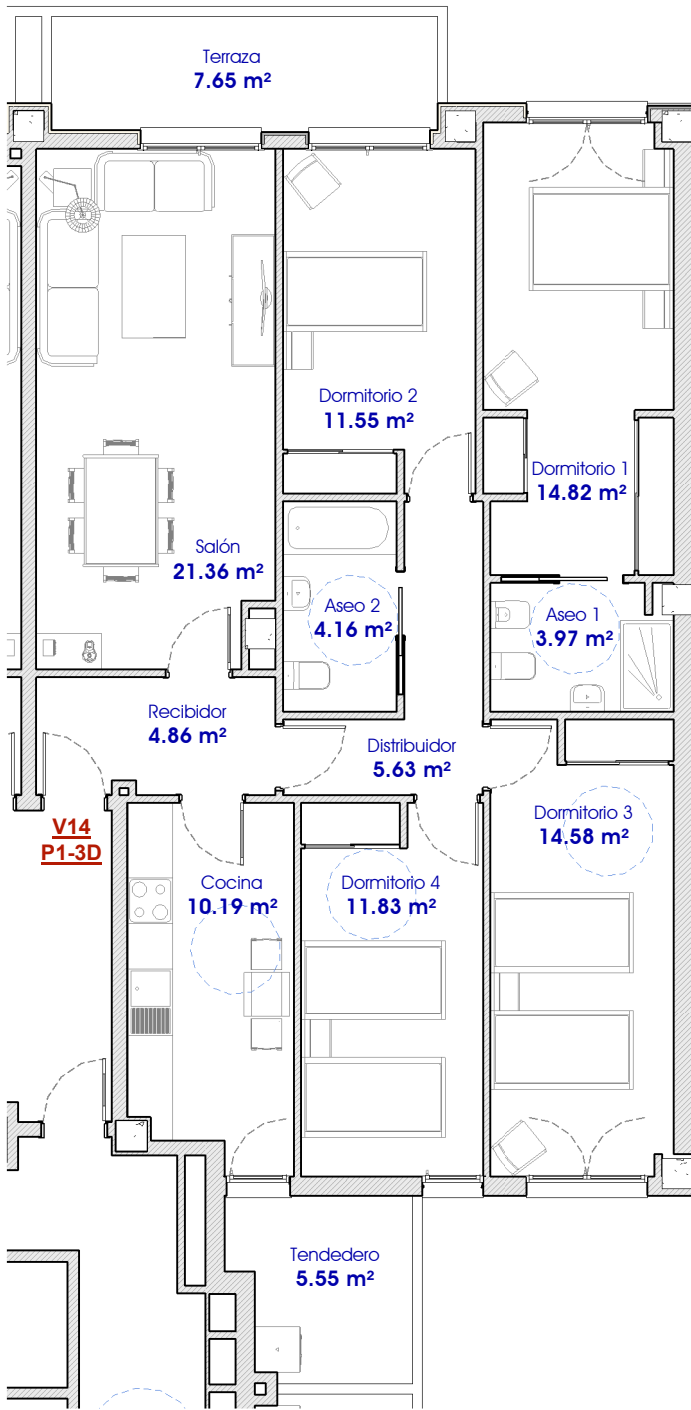 Terraza
7.65 m²
Dormitorio 2
11.55 m²
Dormitorio 1
14.82 m²
Salón
21.36 m²
Aseo 2
4.16 m²
Aseo 1
3.97 m²
Recibidor
4.86 m²
Distribuidor
5.63 m²
V14
P1-3D
Dormitorio 3
14.58 m²
Cocina
10.19 m²
Dormitorio 4
11.83 m²
Tendedero
5.55 m²